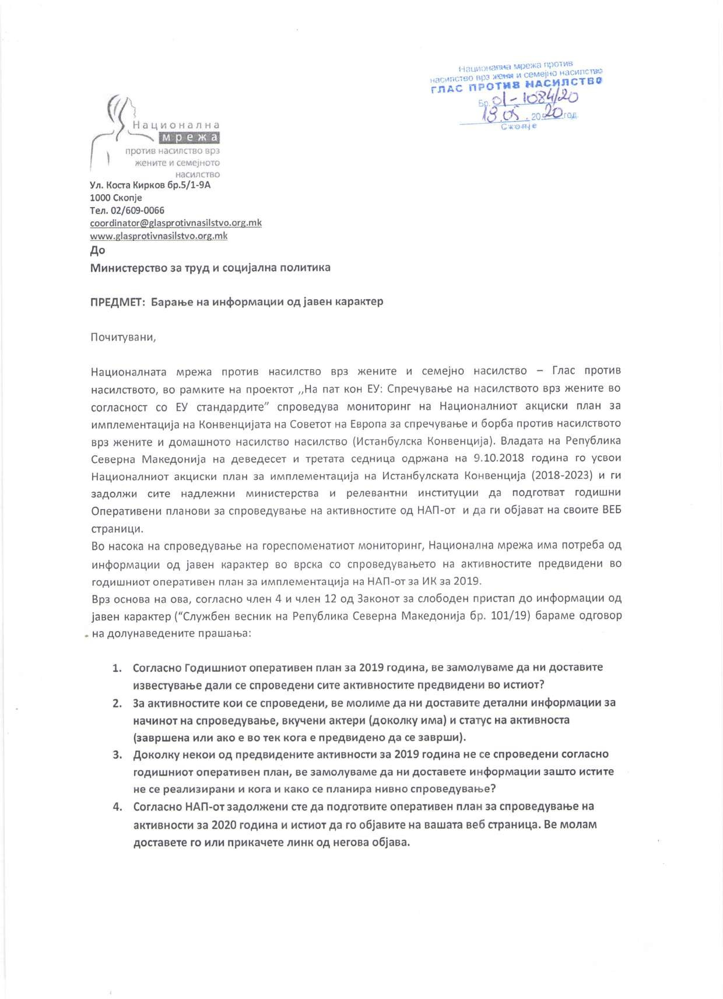 Национална мрежа против
насилство врз жени и семејно насилство
ГЛАС ПРОТИВ НАСИЛСТВО
Бр. 01-1084/20
19.05.2020 год.
Скопје
Национална
мрежа
против насилство врз
жените и семејното
насилство
Ул. Коста Кирков бр.5/1-9А
1000 Скопје
Тел. 02/609-0066
coordinator@glasprotivnasilstvo.org.mk
www.glasprotivnasilstvo.org.mk
До
Министерство за труд и социјална политика
ПРЕДМЕТ: Барање на информации од јавен карактер
Почитувани,
Националната мрежа против насилство врз жените и семејно насилство – Глас против
насилството, во рамките на проектот ,,На пат кон ЕУ: Спречување на насилството врз жените во
согласност со ЕУ стандардите” спроведува мониторинг на Националниот акциски план за
имплементација на Конвенцијата на Советот на Европа за спречување и борба против насилството
врз жените и домашното насилство насилство (Истанбулска Конвенција). Владата на Република
Северна Македонија на деведесет и третата седница одржана на 9.10.2018 година го усвои
Националниот акциски план за имплементација на Истанбулската Конвенција (2018-2023) и ги
задолжи сите надлежни министерства и релевантни институции да подготват годишни
Оперативени планови за спроведување на активностите од НАП-от и да ги објават на своите ВЕБ
страници.
Во насока на спроведување на гореспоменатиот мониторинг, Национална мрежа има потреба од
информации од јавен карактер во врска со спроведувањето на активностите предвидени во
годишниот оперативен план за имплементација на НАП-от за ИК за 2019.
Врз основа на ова, согласно член 4 и член 12 од Законот за слободен пристап до информации од
јавен карактер (“Службен весник на Република Северна Македонија бр. 101/19) бараме одговор
на долунаведените прашања:
1. Согласно Годишниот оперативен план за 2019 година, ве замолуваме да ни доставите
известување дали се спроведени сите активностите предвидени во истиот?
2. За активностите кои се спроведени, ве молиме да ни доставите детални информации за
начинот на спроведување, вкучени актери (доколку има) и статус на активноста
(завршена или ако е во тек кога е предвидено да се заврши).
3. Доколку некои од предвидените активности за 2019 година не се спроведени согласно
годишниот оперативен план, ве замолуваме да ни доставете информации зашто истите
не се реализирани и кога и како се планира нивно спроведување?
4. Согласно НАП-от задолжени сте да подготвите оперативен план за спроведување на
активности за 2020 година и истиот да го објавите на вашата веб страница. Ве молам
доставете го или прикачете линк од негова објава.